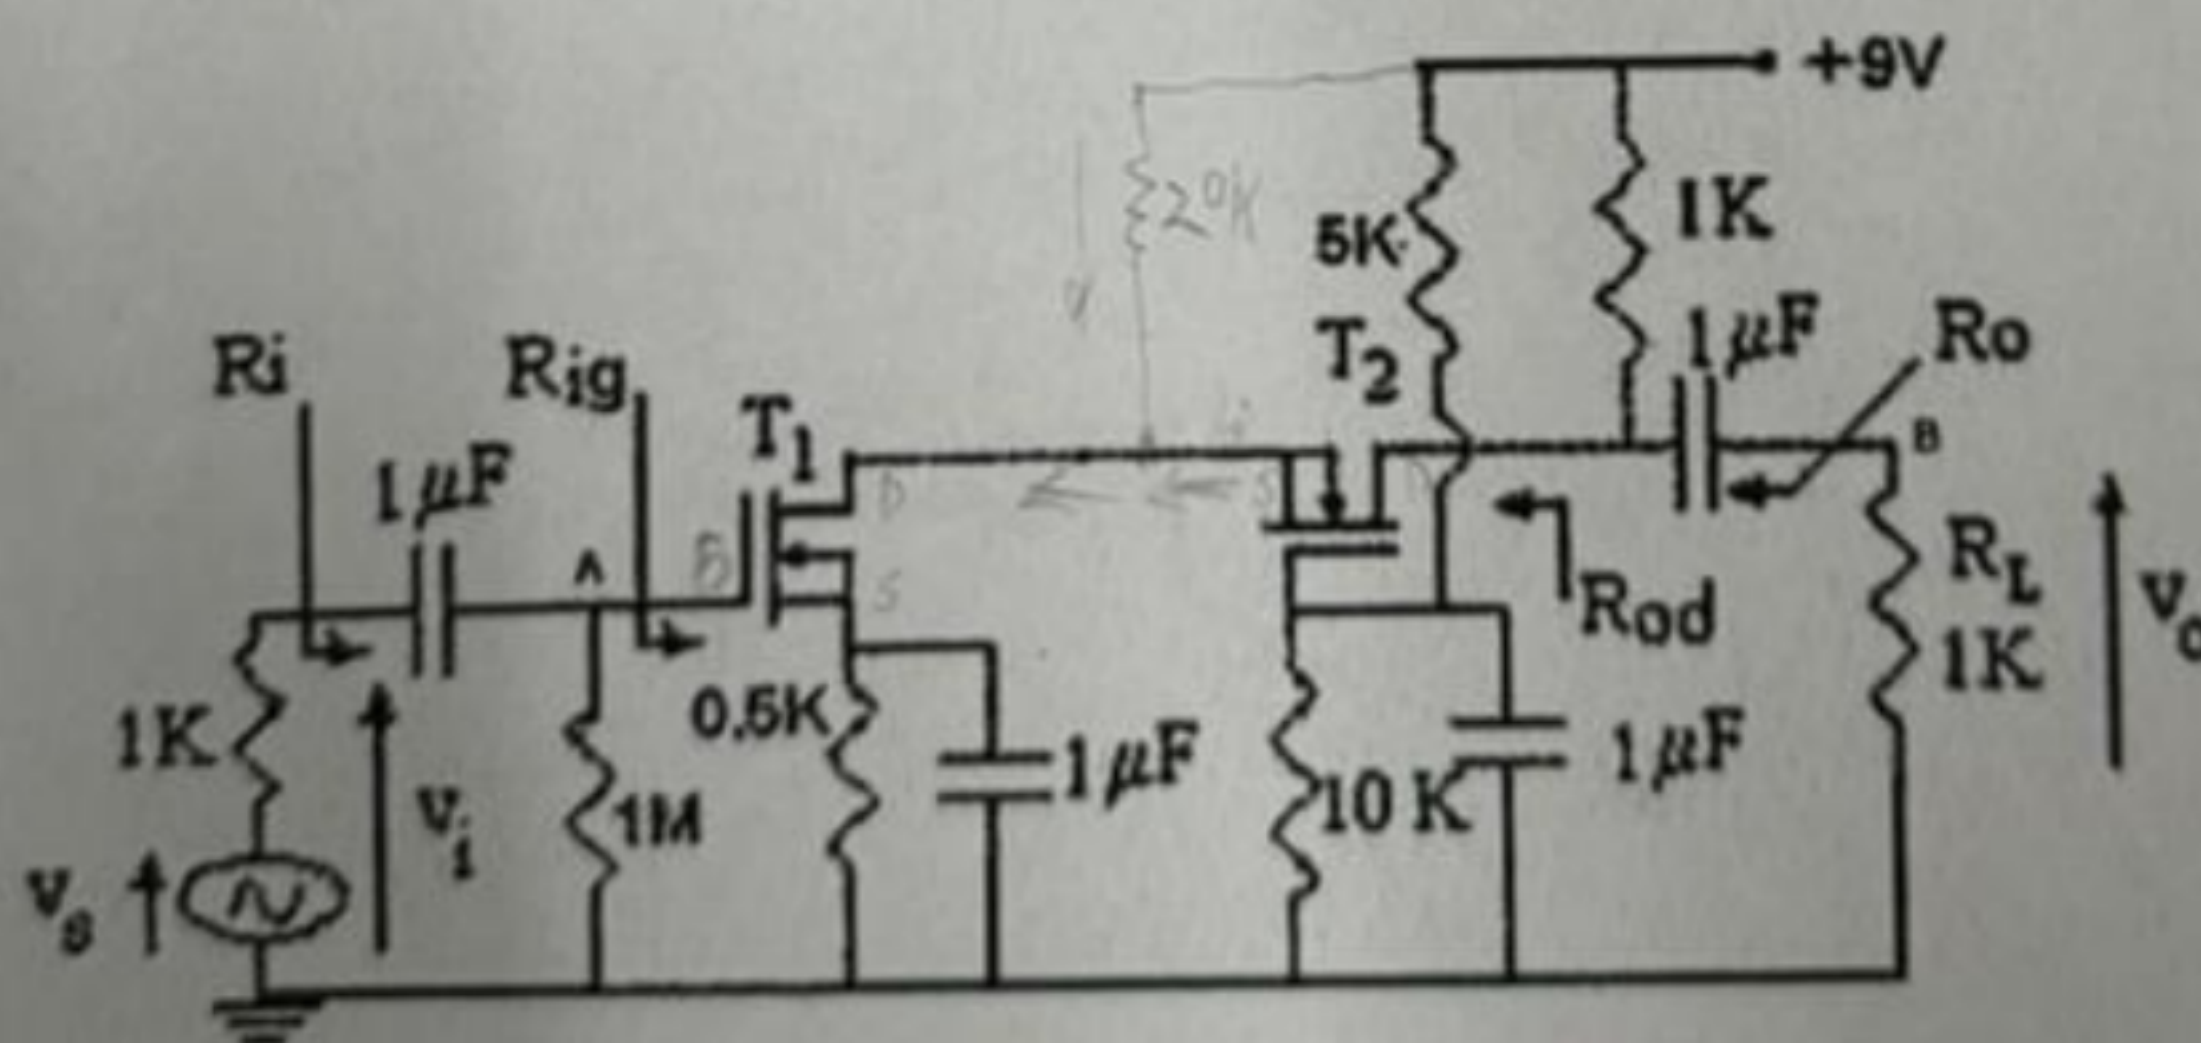 +9V
20K
5K
1K
T2
1μF
Ro
Ri
Rig
T1
1μF
B
D
S
A
S
Rod
RL
1K
vo
0.5K
1μF
1μF
1K
vi
1M
10 K
vs